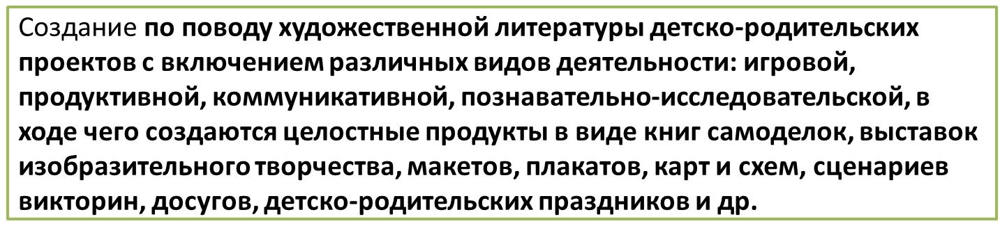 Создание по поводу художественной литературы детско-родительских
проектов с включением различных видов деятельности: игровой,
продуктивной, коммуникативной, познавательно-исследовательской, в
ходе чего создаются целостные продукты в виде книг самоделок, выставок
изобразительного творчества, макетов, плакатов, карт и схем, сценариев
викторин, досугов, детско-родительских праздников и др.